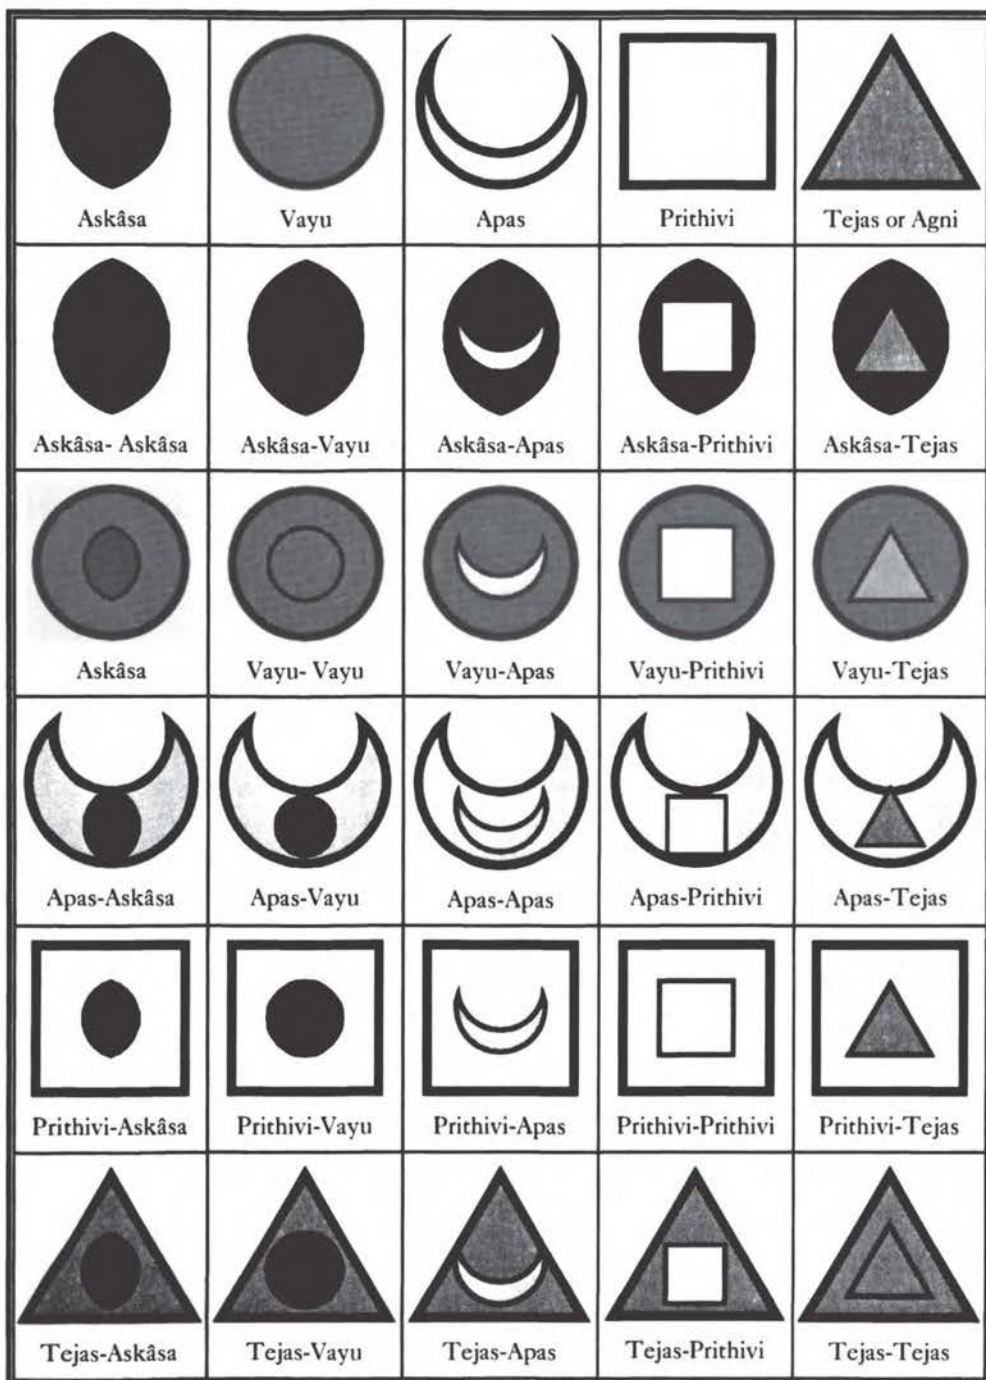 Askâsa
Vayu
Apas
Prithivi
Tejas or Agni
Askâsa- Askâsa
Askâsa-Vayu
Askâsa-Apas
Askâsa-Prithivi
Askâsa-Tejas
Askâsa
Vayu- Vayu
Vayu-Apas
Vayu-Prithivi
Vayu-Tejas
Apas-Askâsa
Apas-Vayu
Apas-Apas
Apas-Prithivi
Apas-Tejas
Prithivi-Askâsa
Prithivi-Vayu
Prithivi-Apas
Prithivi-Prithivi
Prithivi-Tejas
Tejas-Askâsa
Tejas-Vayu
Tejas-Apas
Tejas-Prithivi
Tejas-Tejas